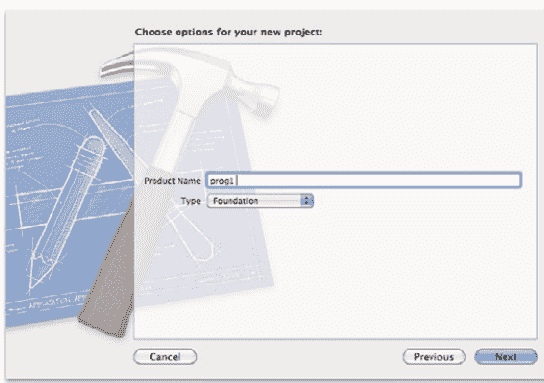 Choose options for your new project:
Product Name prog1
Type Foundation
Cancel Previous Next